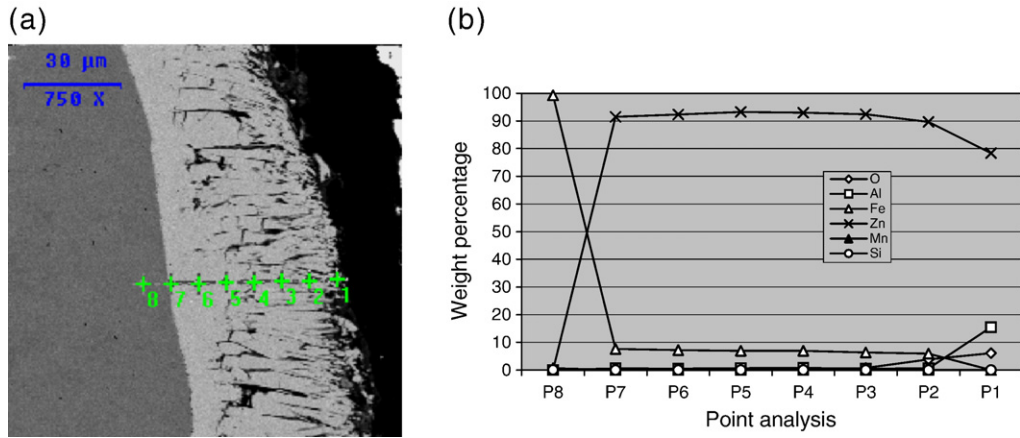 (a)
30 µm
750 X
8 7 6 5 4 3 2 1
(b)
Weight percentage
100
90
80
70
60
50
40
30
20
10
0
O
Al
Fe
Zn
Mn
Si
P8 P7 P6 P5 P4 P3 P2 P1
Point analysis